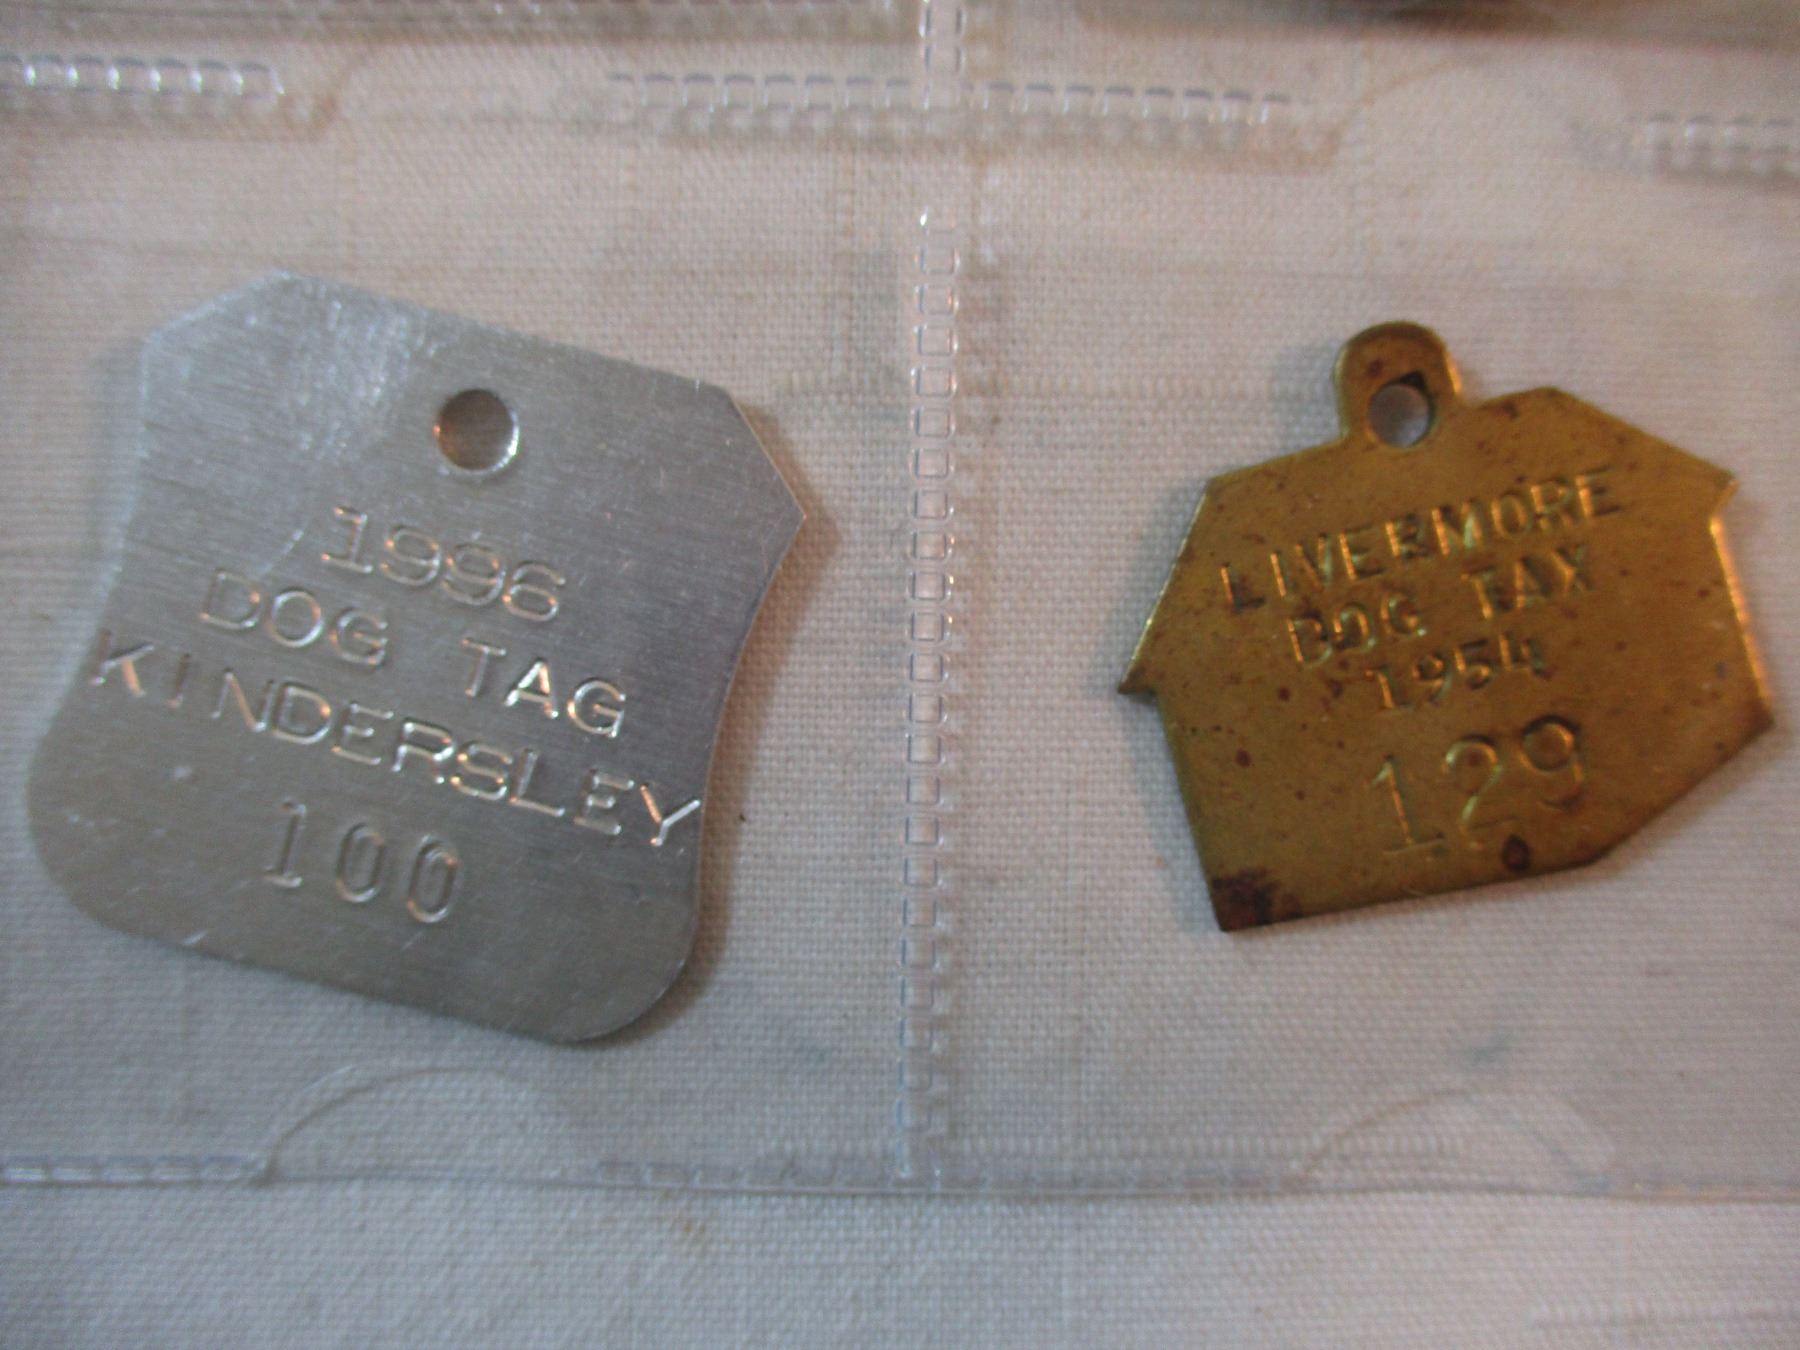 1996
DOG TAG
KINDERSLEY
100
LIVERMORE
DOG TAX
1954
129